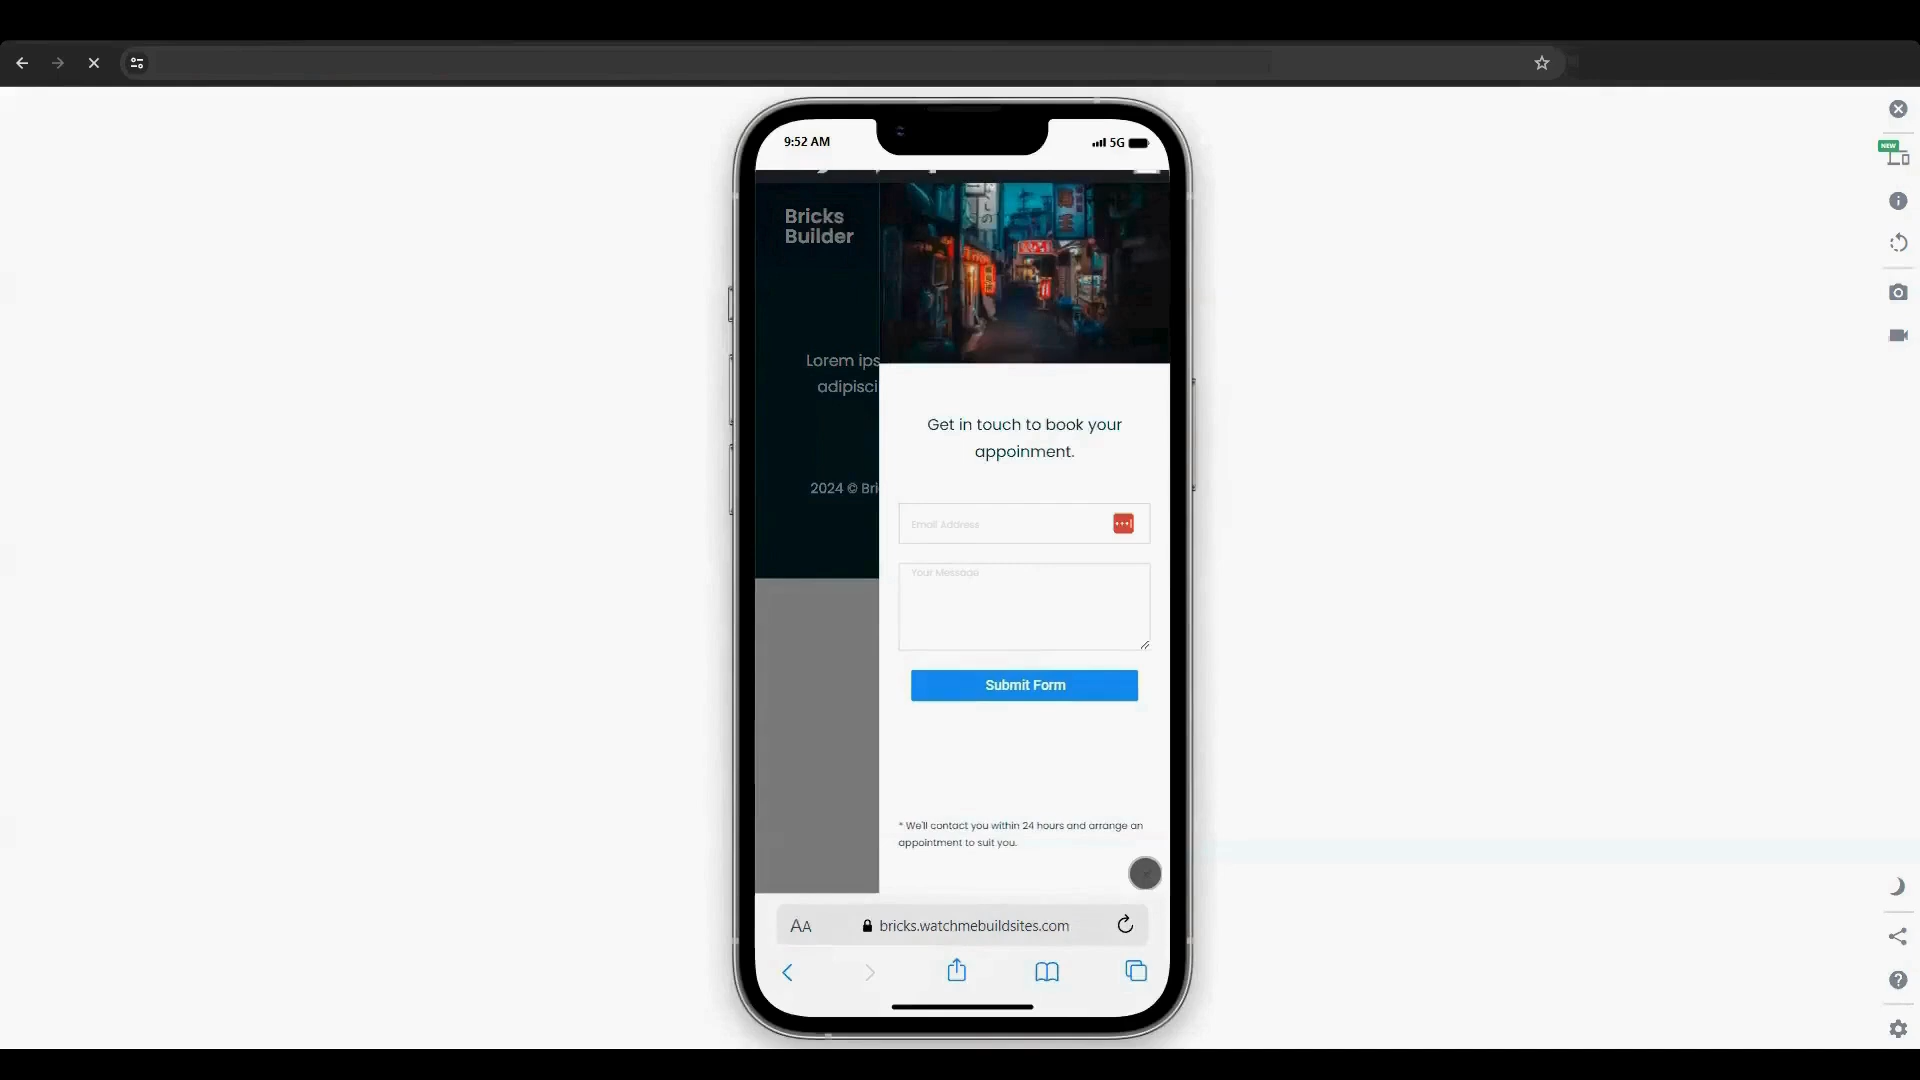 9:52 AM
5G
NEW
Bricks
Builder
Lorem ips
adipisci
2024 © Bri
Get in touch to book your
appoinment.
Email Address
Your Message
Submit Form
* We'll contact you within 24 hours and arrange an
appointment to suit you.
AA
bricks.watchmebuildsites.com